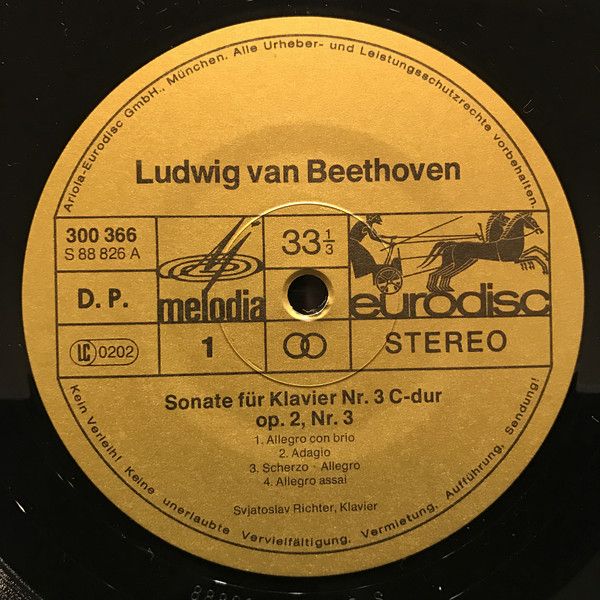 Ariola-Eurodisc GmbH., München. Alle Urheber- und Leistungsschutzrechte vorbehalten.
Ludwig van Beethoven
300 366
S 88 826 A
melodia
33⅓
eurodisc
D. P.
LC 0202
1
STEREO
Sonate für Klavier Nr. 3 C-dur
op. 2, Nr. 3
1. Allegro con brio
2. Adagio
3. Scherzo · Allegro
4. Allegro assai
Svjatoslav Richter, Klavier
Kein Verleih! Keine unerlaubte Vervielfältigung, Vermietung, Aufführung, Sendung!